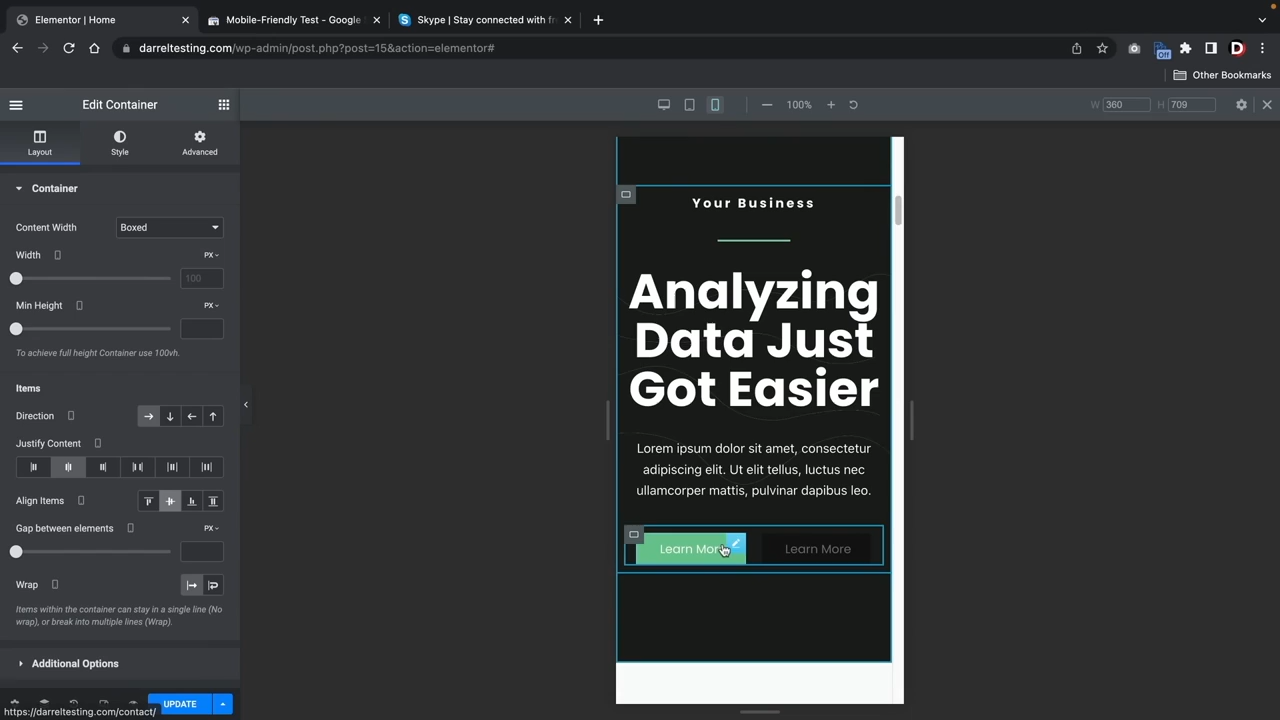 Elementor | Home
Mobile-Friendly Test - Google
Skype | Stay connected with fr
darreltesting.com/wp-admin/post.php?post=15&action=elementor#
D
Off
Other Bookmarks
Edit Container
100%
W 360 H 709
Layout Style Advanced
Container
Content Width Boxed
Width PX
100
Min Height PX
To achieve full height Container use 100vh.
Items
Direction
Justify Content
Align Items
Gap between elements PX
Wrap
Items within the container can stay in a single line (No
wrap), or break into multiple lines (Wrap).
Additional Options
UPDATE
https://darreltesting.com/contact/
Your Business
Analyzing
Data Just
Got Easier
Lorem ipsum dolor sit amet, consectetur
adipiscing elit. Ut elit tellus, luctus nec
ullamcorper mattis, pulvinar dapibus leo.
Learn More Learn More